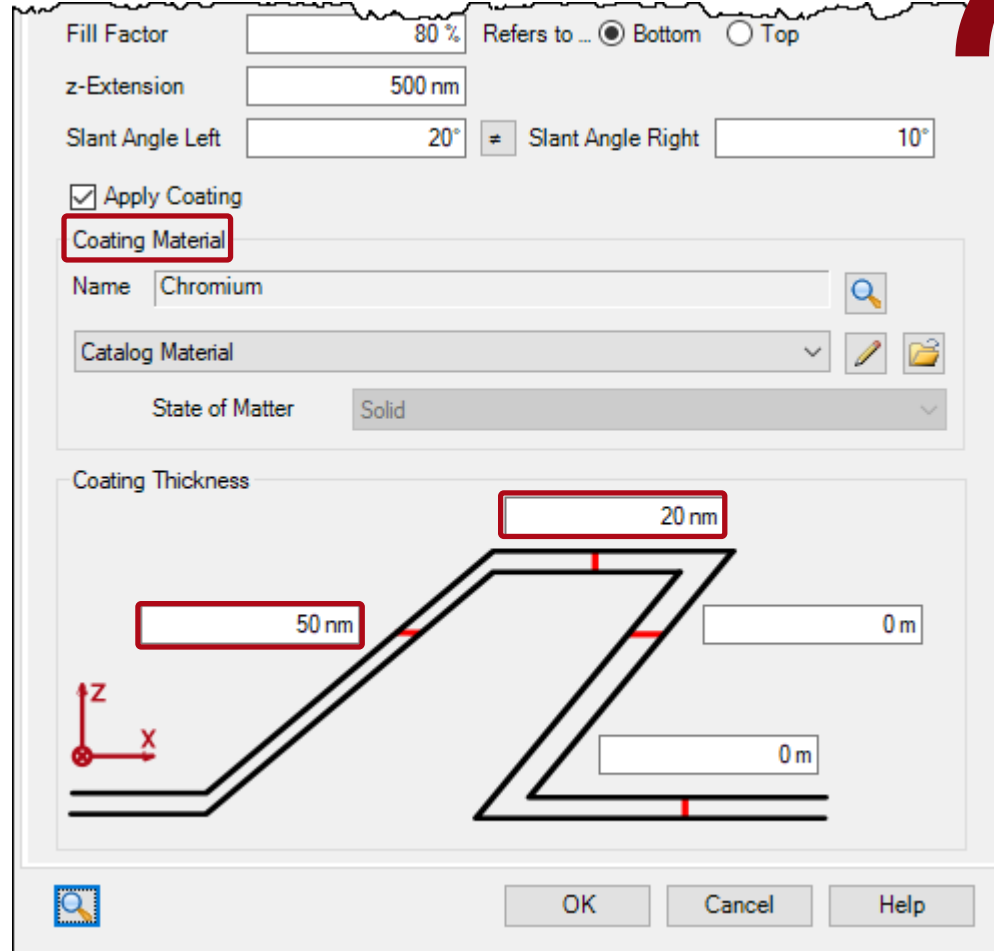 Fill Factor 80 % Refers to ... Bottom Top
z-Extension 500 nm
Slant Angle Left 20° ≠ Slant Angle Right 10°
Apply Coating
Coating Material
Name Chromium
Catalog Material
State of Matter Solid
Coating Thickness
20 nm
50 nm 0 m
Z
X
0 m
OK Cancel Help